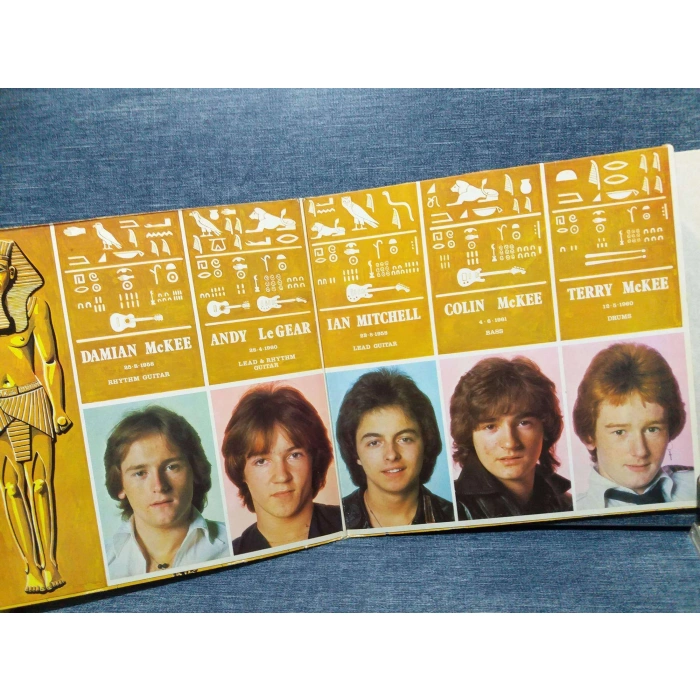 DAMIAN McKEE
RHYTHM GUITAR
ANDY LeGEAR
LEAD & RHYTHM
GUITAR
IAN MITCHELL
LEAD GUITAR
COLIN McKEE
BASS
TERRY McKEE
DRUMS